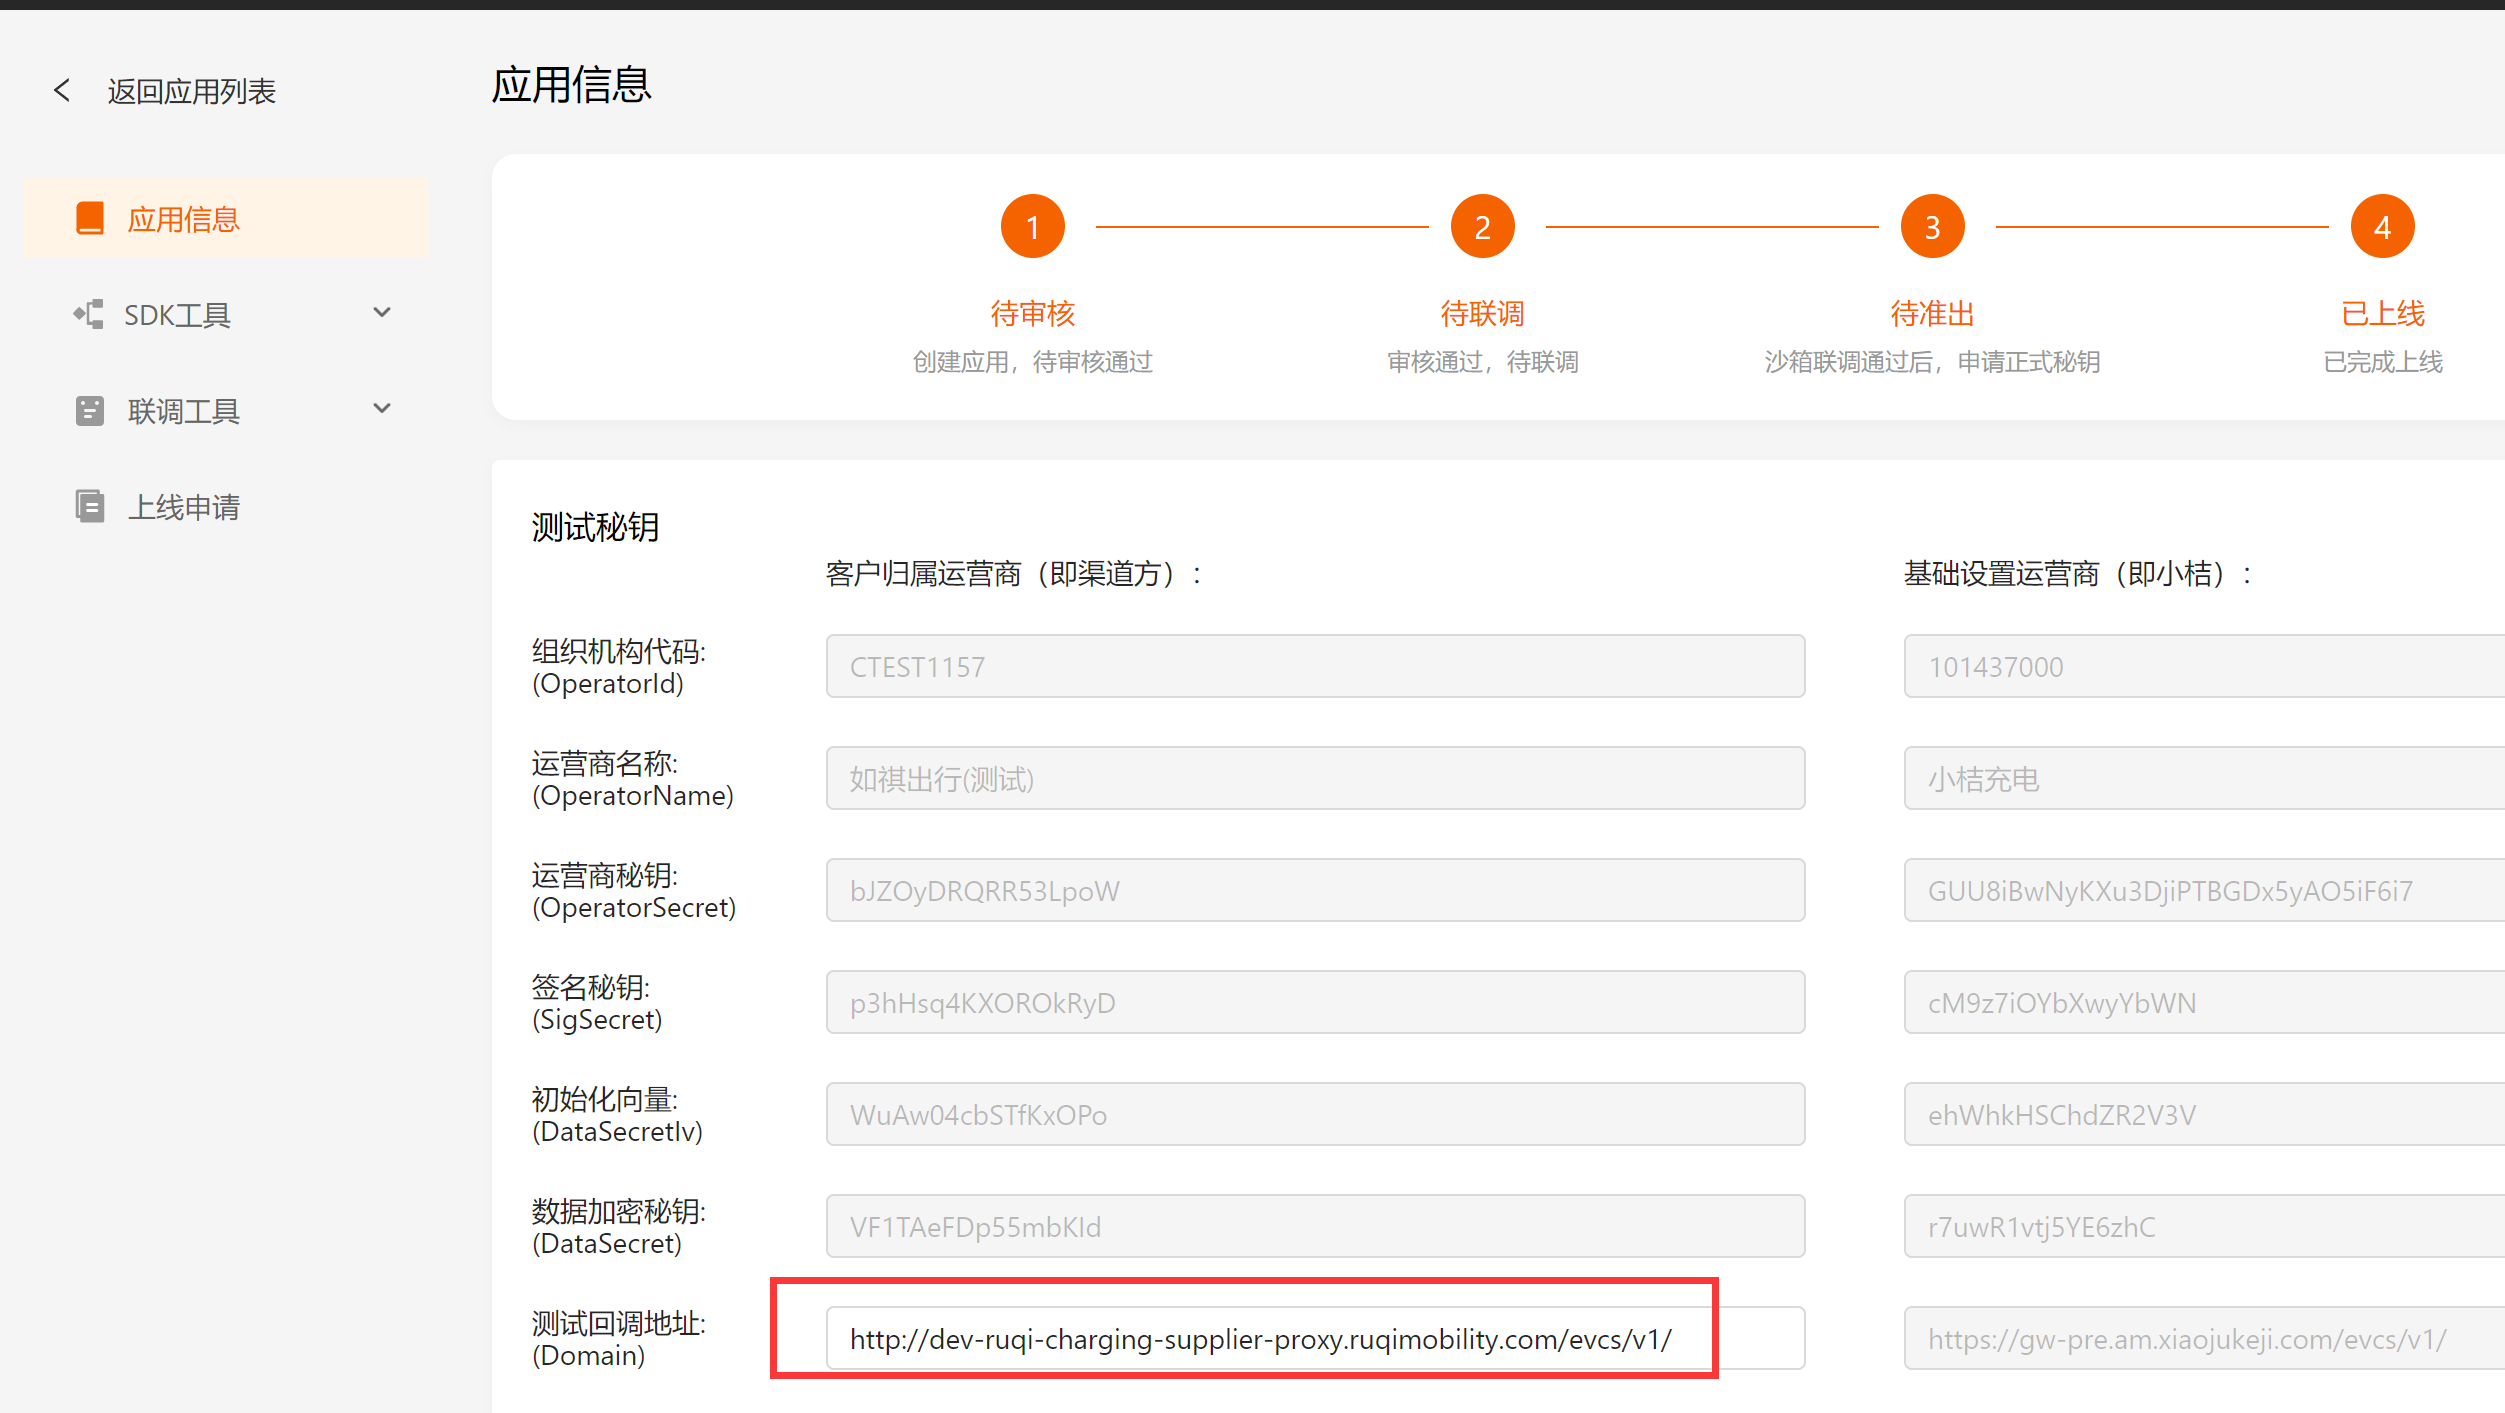 返回应用列表
应用信息
SDK工具
联调工具
上线申请
应用信息
1
2
3
4
待审核
待联调
待准出
已上线
创建应用，待审核通过
审核通过，待联调
沙箱联调通过后，申请正式秘钥
已完成上线
测试秘钥
客户归属运营商（即渠道方）：
基础设置运营商（即小桔）：
组织机构代码:
(OperatorId)
CTEST1157
101437000
运营商名称:
(OperatorName)
如祺出行(测试)
小桔充电
运营商秘钥:
(OperatorSecret)
bJZOyDRQRR53LpoW
GUU8iBwNyKXu3DjiPTBGDx5yAO5iF6i7
签名秘钥:
(SigSecret)
p3hHsq4KXOROkRyD
cM9z7iOYbXwyYbWN
初始化向量:
(DataSecretIv)
WuAw04cbSTfKxOPo
ehWhkHSChdZR2V3V
数据加密秘钥:
(DataSecret)
VF1TAeFDp55mbKId
r7uwR1vtj5YE6zhC
测试回调地址:
(Domain)
http://dev-ruqi-charging-supplier-proxy.ruqimobility.com/evcs/v1/
https://gw-pre.am.xiaojukeji.com/evcs/v1/